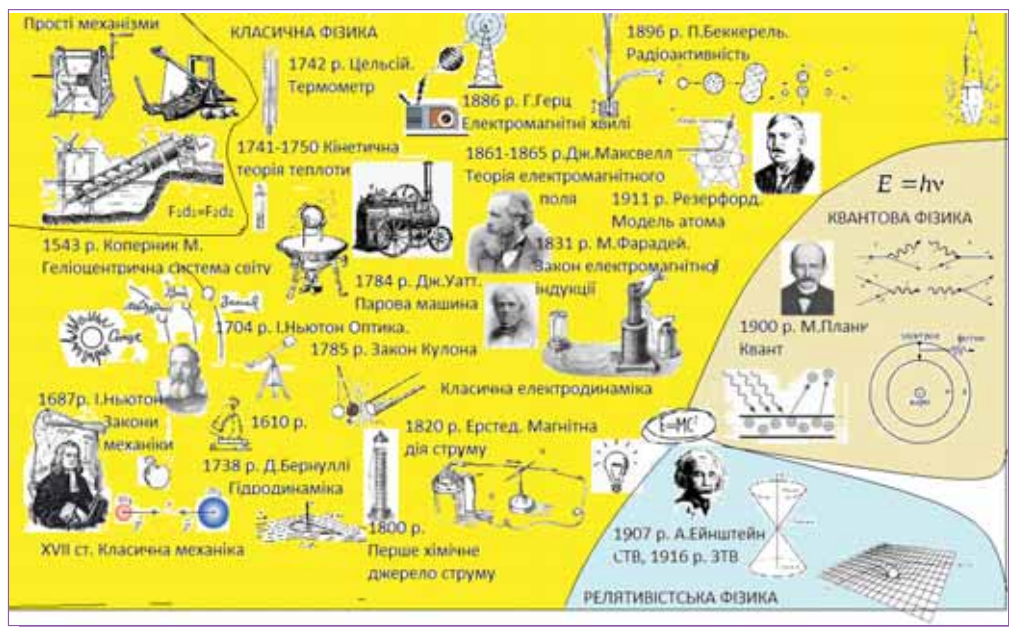 Прості механізми
КЛАСИЧНА ФІЗИКА
1742 р. Цельсій.
Термометр
1896 р. П.Беккерель.
Радіоактивність
1886 р. Г.Герц
Електромагнітні хвилі
1741-1750 Кінетична
теорія теплоти
1861-1865 р.Дж.Максвелл
Теорія електромагнітного
поля
1911 р. Резерфорд.
Модель атома
F₁d₁=F₂d₂
E = hν
КВАНТОВА ФІЗИКА
1543 р. Коперник М.
Геліоцентрична система світу
1831 р. М.Фарадей.
Закон електромагнітної
індукції
1784 р. Дж.Уатт.
Парова машина
1704 р. І.Ньютон Оптика.
1785 р. Закон Кулона
1900 р. М.Планк
Квант
Класична електродинаміка
1687р. І.Ньютон
Закони
механіки
1610 р.
1820 р. Ерстед. Магнітна
дія струму
E=MC²
1738 р. Д.Бернуллі
Гідродинаміка
1800 р.
Перше хімічне
джерело струму
XVII ст. Класична механіка
1907 р. А.Ейнштейн
СТВ, 1916 р. ЗТВ
РЕЛЯТИВІСТСЬКА ФІЗИКА